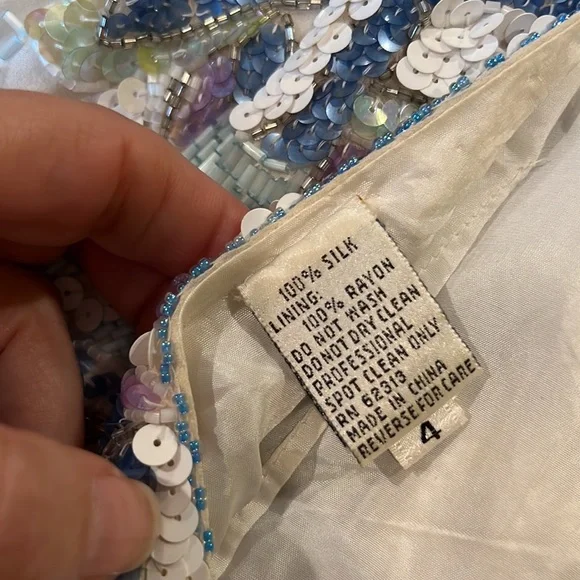 100% SILK
LINING:
100% RAYON
DO NOT WASH
DO NOT DRY CLEAN
PROFESSIONAL
SPOT CLEAN ONLY
RN 62313
MADE IN CHINA
REVERSE FOR CARE
4